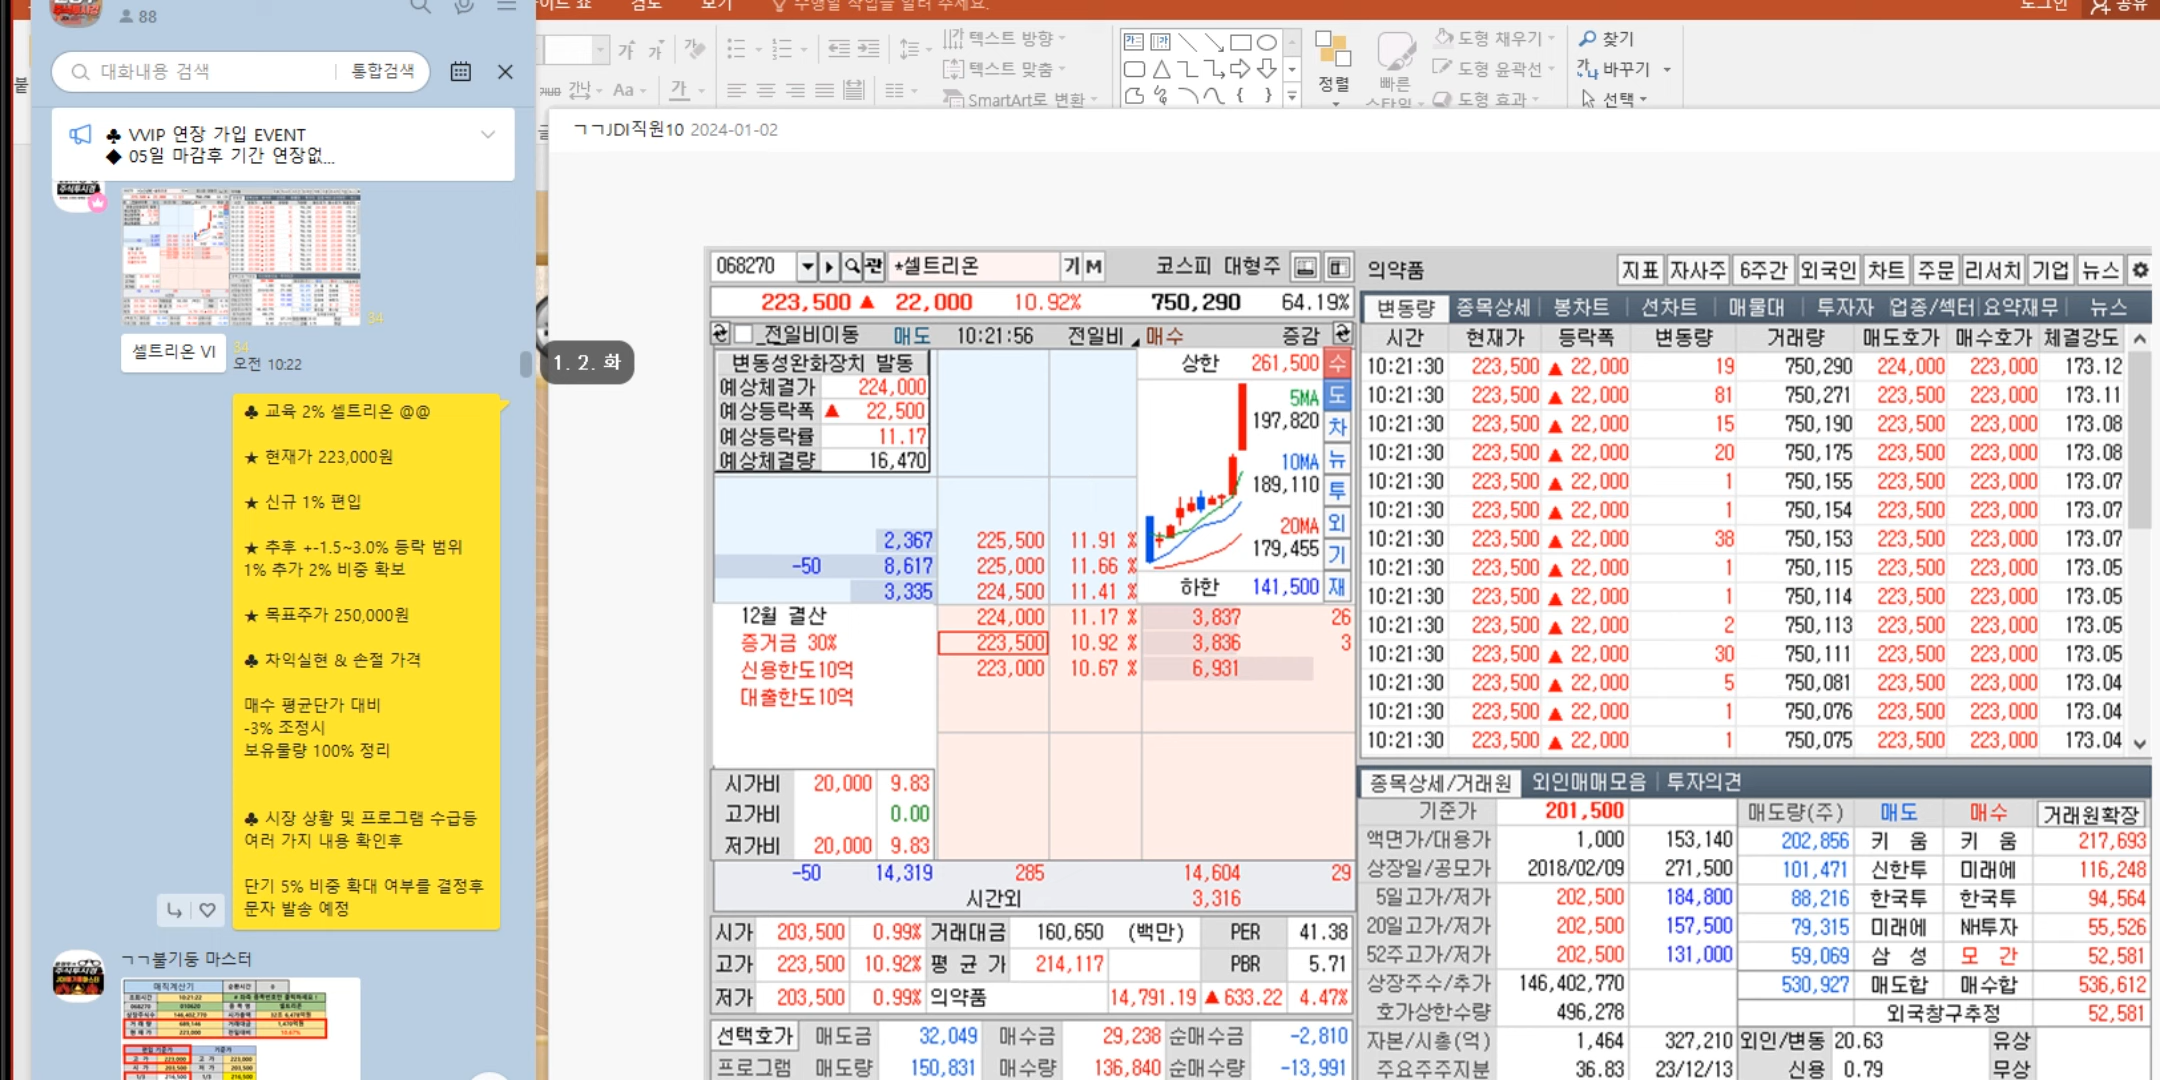 88
대화내용 검색
통합검색
♣ VVIP 연장 가입 EVENT
◆ 05일 마감후 기간 연장없...
34
셀트리온 VI
34
오전 10:22
♣ 교육 2% 셀트리온 @@
★ 현재가 223,000원
★ 신규 1% 편입
★ 추후 +-1.5~3.0% 등락 범위
1% 추가 2% 비중 확보
★ 목표주가 250,000원
♣ 차익실현 & 손절 가격
매수 평균단가 대비
-3% 조정시
보유물량 100% 정리
♣ 시장 상황 및 프로그램 수급등
여러 가지 내용 확인후
단기 5% 비중 확대 여부를 결정후
문자 발송 예정
ㄱㄱ불기둥 마스터
1. 2. 화
검토 보기 수행할 작업을 알려 주세요.
로그인 공유
텍스트 방향
텍스트 맞춤
SmartArt로 변환
정렬
빠른
스타일
도형 채우기
도형 윤곽선
도형 효과
찾기
바꾸기
선택
ㄱㄱJDI직원10 2024-01-02
068270 관 *셀트리온 기 M 코스피 대형주
223,500 ▲ 22,000 10.92% 750,290 64.19%
전일비이동 매도 10:21:56 전일비 매수 증감
변동성완화장치 발동
예상체결가 224,000
예상등락폭 ▲ 22,500
예상등락률 11.17
예상체결량 16,470
상한 261,500 수
5MA 도
197,820 차
10MA 뉴
189,110 투
20MA 외
179,455 기
하한 141,500 재
2,367 225,500 11.91 %
-50 8,617 225,000 11.66 %
3,335 224,500 11.41 %
12월 결산 224,000 11.17 % 3,837 26
증거금 30% 223,500 10.92 % 3,836 3
신용한도10억 223,000 10.67 % 6,931
대출한도10억
시가비 20,000 9.83
고가비 0.00
저가비 20,000 9.83
-50 14,319 285 14,604 29
시간외 3,316
시가 203,500 0.99% 거래대금 160,650 (백만) PER 41.38
고가 223,500 10.92% 평 균 가 214,117 PBR 5.71
저가 203,500 0.99% 의약품 14,791.19 ▲ 633.22 4.47%
선택호가 매도금 32,049 매수금 29,238 순매수금 -2,810
프로그램 매도량 150,831 매수량 136,840 순매수량 -13,991
의약품 지표 자사주 6주간 외국인 차트 주문 리서치 기업 뉴스
변동량 종목상세 봉차트 선차트 매물대 투자자 업종/섹터 요약재무 뉴스
시간 현재가 등락폭 변동량 거래량 매도호가 매수호가 체결강도
10:21:30 223,500 ▲ 22,000 19 750,290 224,000 223,000 173.12
10:21:30 223,500 ▲ 22,000 81 750,271 223,500 223,000 173.11
10:21:30 223,500 ▲ 22,000 15 750,190 223,500 223,000 173.08
10:21:30 223,500 ▲ 22,000 20 750,175 223,500 223,000 173.08
10:21:30 223,500 ▲ 22,000 1 750,155 223,500 223,000 173.07
10:21:30 223,500 ▲ 22,000 1 750,154 223,500 223,000 173.07
10:21:30 223,500 ▲ 22,000 38 750,153 223,500 223,000 173.07
10:21:30 223,500 ▲ 22,000 1 750,115 223,500 223,000 173.05
10:21:30 223,500 ▲ 22,000 1 750,114 223,500 223,000 173.05
10:21:30 223,500 ▲ 22,000 2 750,113 223,500 223,000 173.05
10:21:30 223,500 ▲ 22,000 30 750,111 223,500 223,000 173.05
10:21:30 223,500 ▲ 22,000 5 750,081 223,500 223,000 173.04
10:21:30 223,500 ▲ 22,000 1 750,076 223,500 223,000 173.04
10:21:30 223,500 ▲ 22,000 1 750,075 223,500 223,000 173.04
종목상세/거래원 외인매매모음 투자의견
기준가 201,500 매도량(주) 매도 매수 거래원확장
액면가/대용가 1,000 153,140 202,856 키 움 키 움 217,693
상장일/공모가 2018/02/09 271,500 101,471 신한투 미래에 116,248
5일고가/저가 202,500 184,800 88,216 한국투 한국투 94,564
20일고가/저가 202,500 157,500 79,315 미래에 NH투자 55,526
52주고가/저가 202,500 131,000 59,069 삼 성 모 간 52,581
상장주수/추가 146,402,770 530,927 매도합 매수합 536,612
호가상한수량 496,278 외국창구추정 52,581
자본/시총(억) 1,464 327,210 외인/변동 20.63 유상
주요주주지분 36.83 23/12/13 신용 0.79 무상